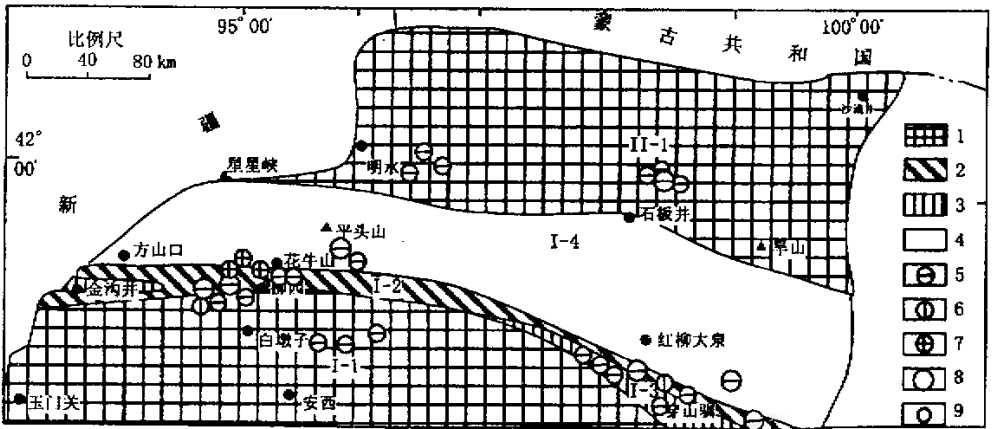 95°00′
100°00′
比例尺
0 40 80 km
蒙古共和国
疆
新
42°
00′
沙流井
星星峡
明水
II-1
石板井
平头山
I-4
草山
方山口
花牛山
金沟井
柳园
I-2
白墩子
I-1
红柳大泉
I-3
玉门关
安西
1
2
3
4
5
6
7
8
9